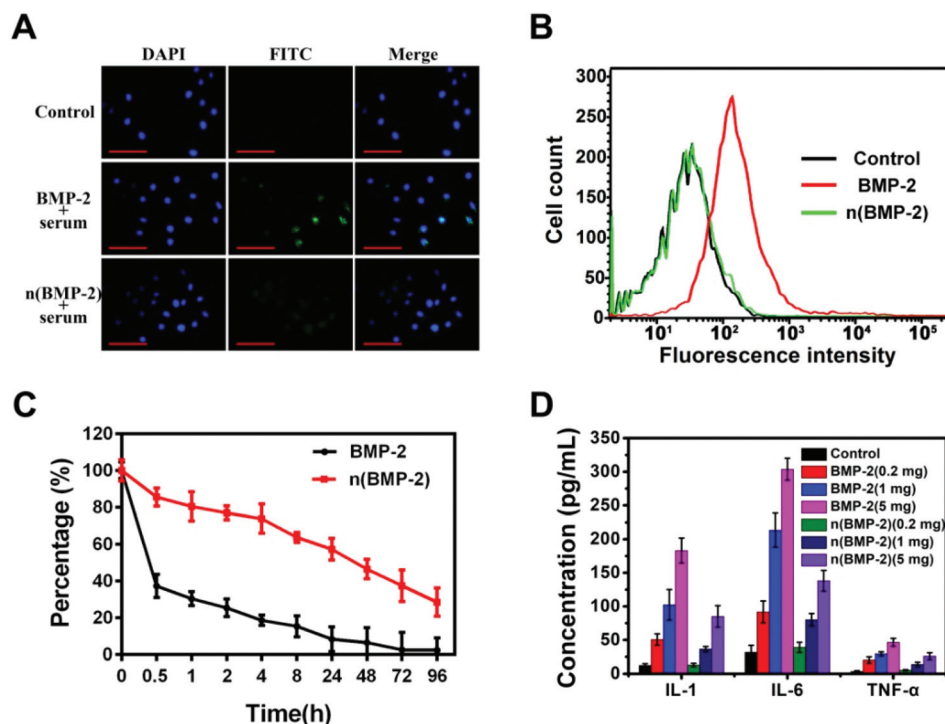 A
DAPI FITC Merge
Control
BMP-2
+
serum
n(BMP-2)
+
serum
B
Cell count
300
250
200
150
100
50
0
10¹ 10² 10³ 10⁴ 10⁵
Fluorescence intensity
Control
BMP-2
n(BMP-2)
C
Percentage (%)
120
100
80
60
40
20
0
0 0.5 1 2 4 8 24 48 72 96
Time(h)
BMP-2
n(BMP-2)
D
Concentration (pg/mL)
350
300
250
200
150
100
50
0
IL-1 IL-6 TNF-α
Control
BMP-2(0.2 mg)
BMP-2(1 mg)
BMP-2(5 mg)
n(BMP-2)(0.2 mg)
n(BMP-2)(1 mg)
n(BMP-2)(5 mg)